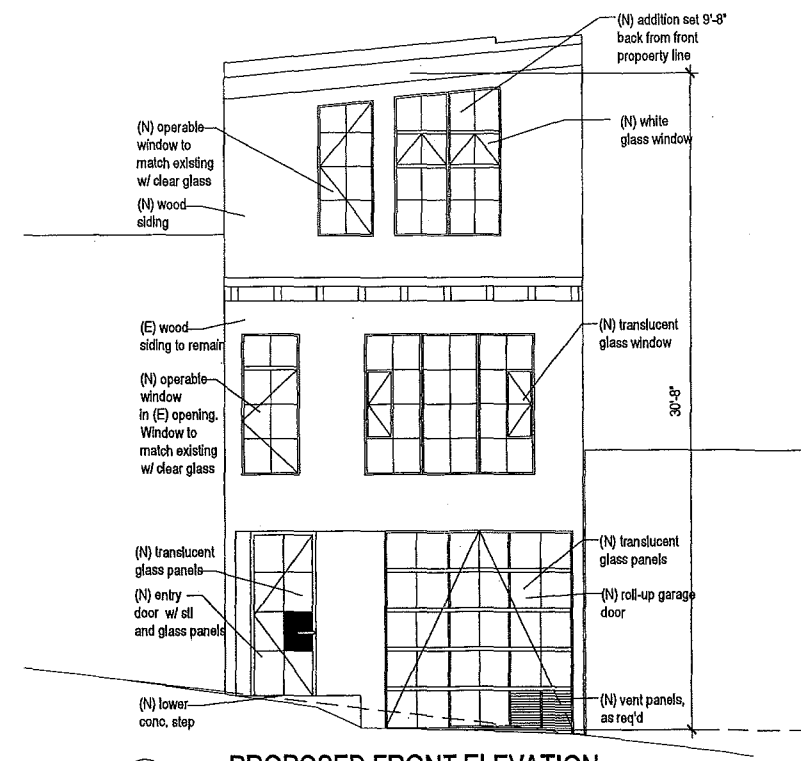 (N) addition set 9'-8"
back from front
propoerty line
(N) white
glass window
(N) operable
window to
match existing
w/ clear glass
(N) wood
siding
(E) wood
siding to remain
(N) translucent
glass window
(N) operable
window
in (E) opening.
Window to
match existing
w/ clear glass
30'-8"
(N) translucent
glass panels
(N) entry
door w/ stl
and glass panels
(N) translucent
glass panels
(N) roll-up garage
door
(N) lower
conc. step
(N) vent panels,
as req'd
PROPOSED FRONT ELEVATION